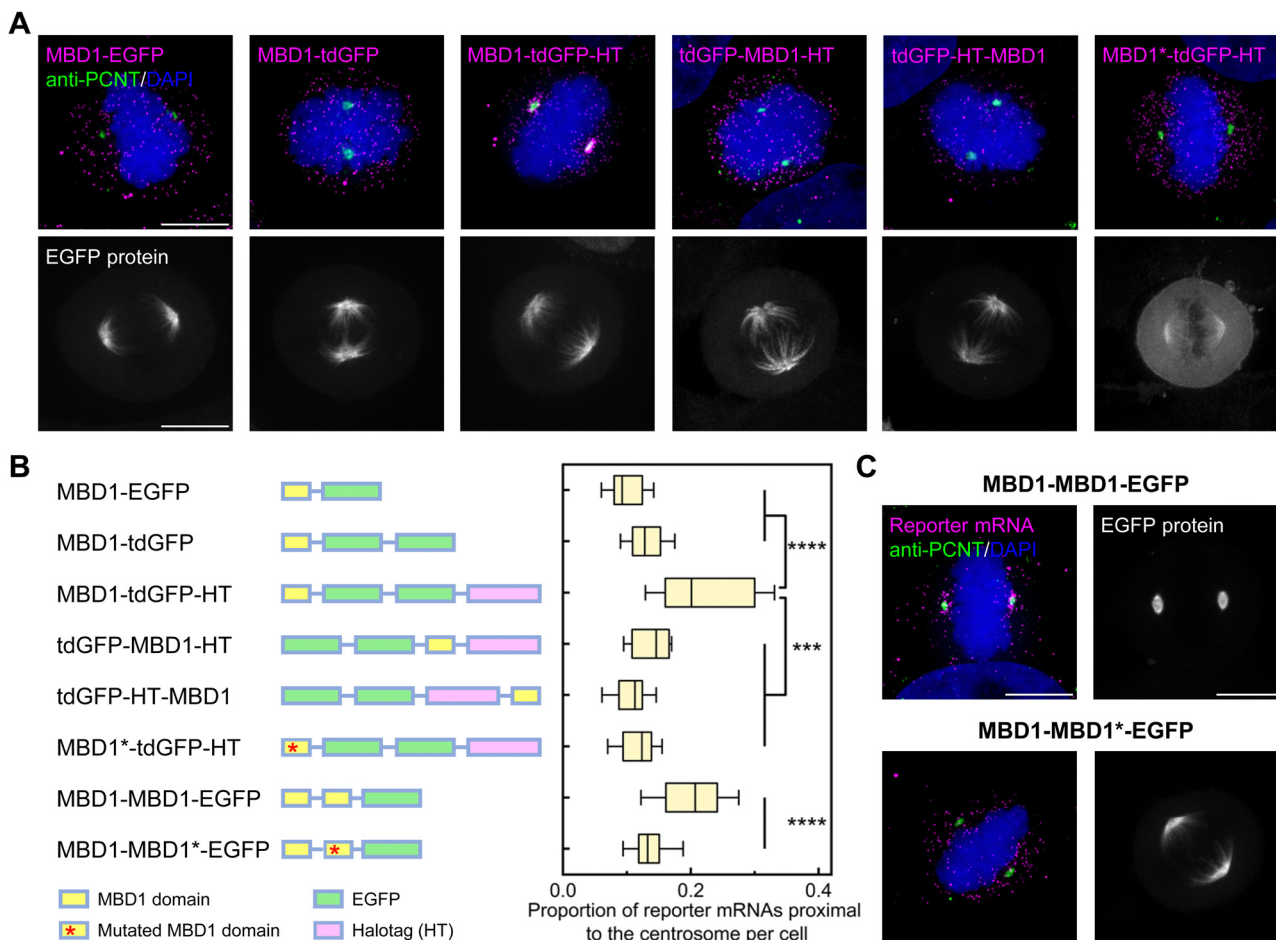 A
MBD1-EGFP
anti-PCNT/DAPI
MBD1-tdGFP
MBD1-tdGFP-HT
tdGFP-MBD1-HT
tdGFP-HT-MBD1
MBD1*-tdGFP-HT
EGFP protein
B
MBD1-EGFP
MBD1-tdGFP
MBD1-tdGFP-HT
tdGFP-MBD1-HT
tdGFP-HT-MBD1
MBD1*-tdGFP-HT
MBD1-MBD1-EGFP
MBD1-MBD1*-EGFP
*
*
MBD1 domain
EGFP
* Mutated MBD1 domain
Halotag (HT)
****
***
****
0.0 0.2 0.4
Proportion of reporter mRNAs proximal
to the centrosome per cell
C
MBD1-MBD1-EGFP
Reporter mRNA
anti-PCNT/DAPI
EGFP protein
MBD1-MBD1*-EGFP